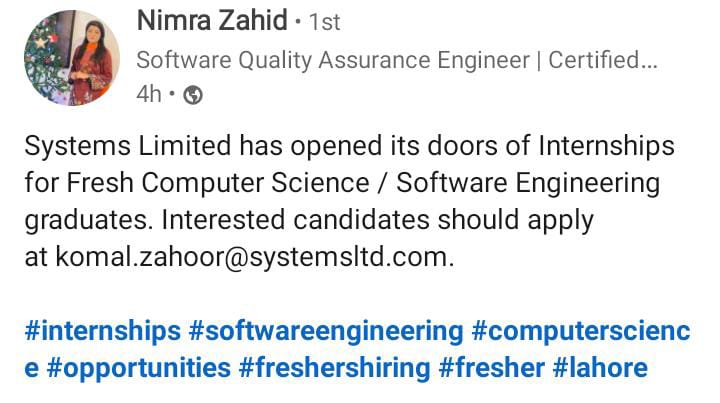 Nimra Zahid • 1st
Software Quality Assurance Engineer | Certified...
4h •
Systems Limited has opened its doors of Internships
for Fresh Computer Science / Software Engineering
graduates. Interested candidates should apply
at komal.zahoor@systemsltd.com.
#internships #softwareengineering #computerscienc
e #opportunities #freshershiring #fresher #lahore